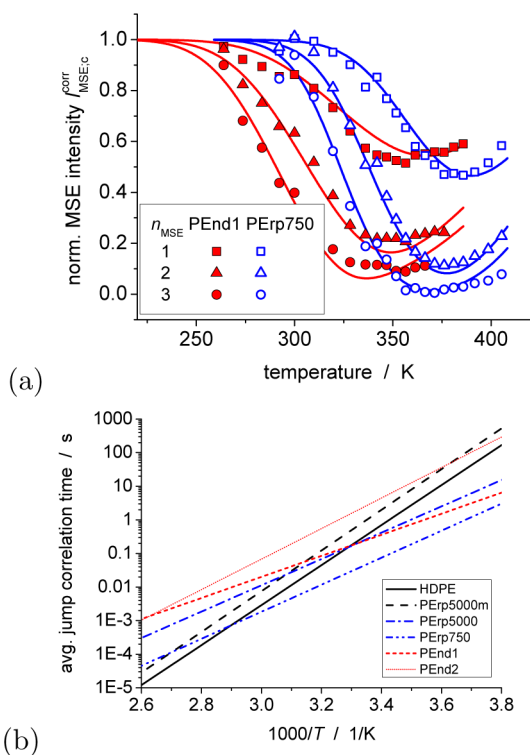 norm. MSE intensity I^corr_MSE;c
1.0
0.8
0.6
0.4
0.2
0.0
n_MSE PEnd1 PErp750
1
2
3
250 300 350 400
temperature / K
(a)
avg. jump correlation time / s
1000
100
10
1
0.1
0.01
1E-3
1E-4
1E-5
HDPE
PErp5000m
PErp5000
PErp750
PEnd1
PEnd2
2.6 2.8 3.0 3.2 3.4 3.6 3.8
1000/T / 1/K
(b)